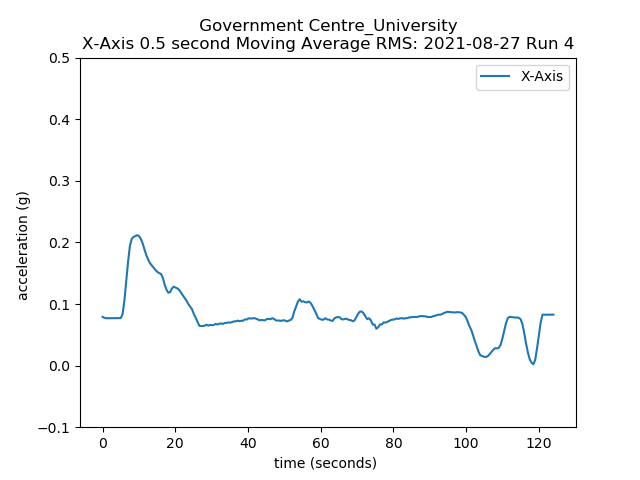 Government Centre_University
X-Axis 0.5 second Moving Average RMS: 2021-08-27 Run 4
X-Axis
acceleration (g)
0.5
0.4
0.3
0.2
0.1
0.0
−0.1
0 20 40 60 80 100 120
time (seconds)